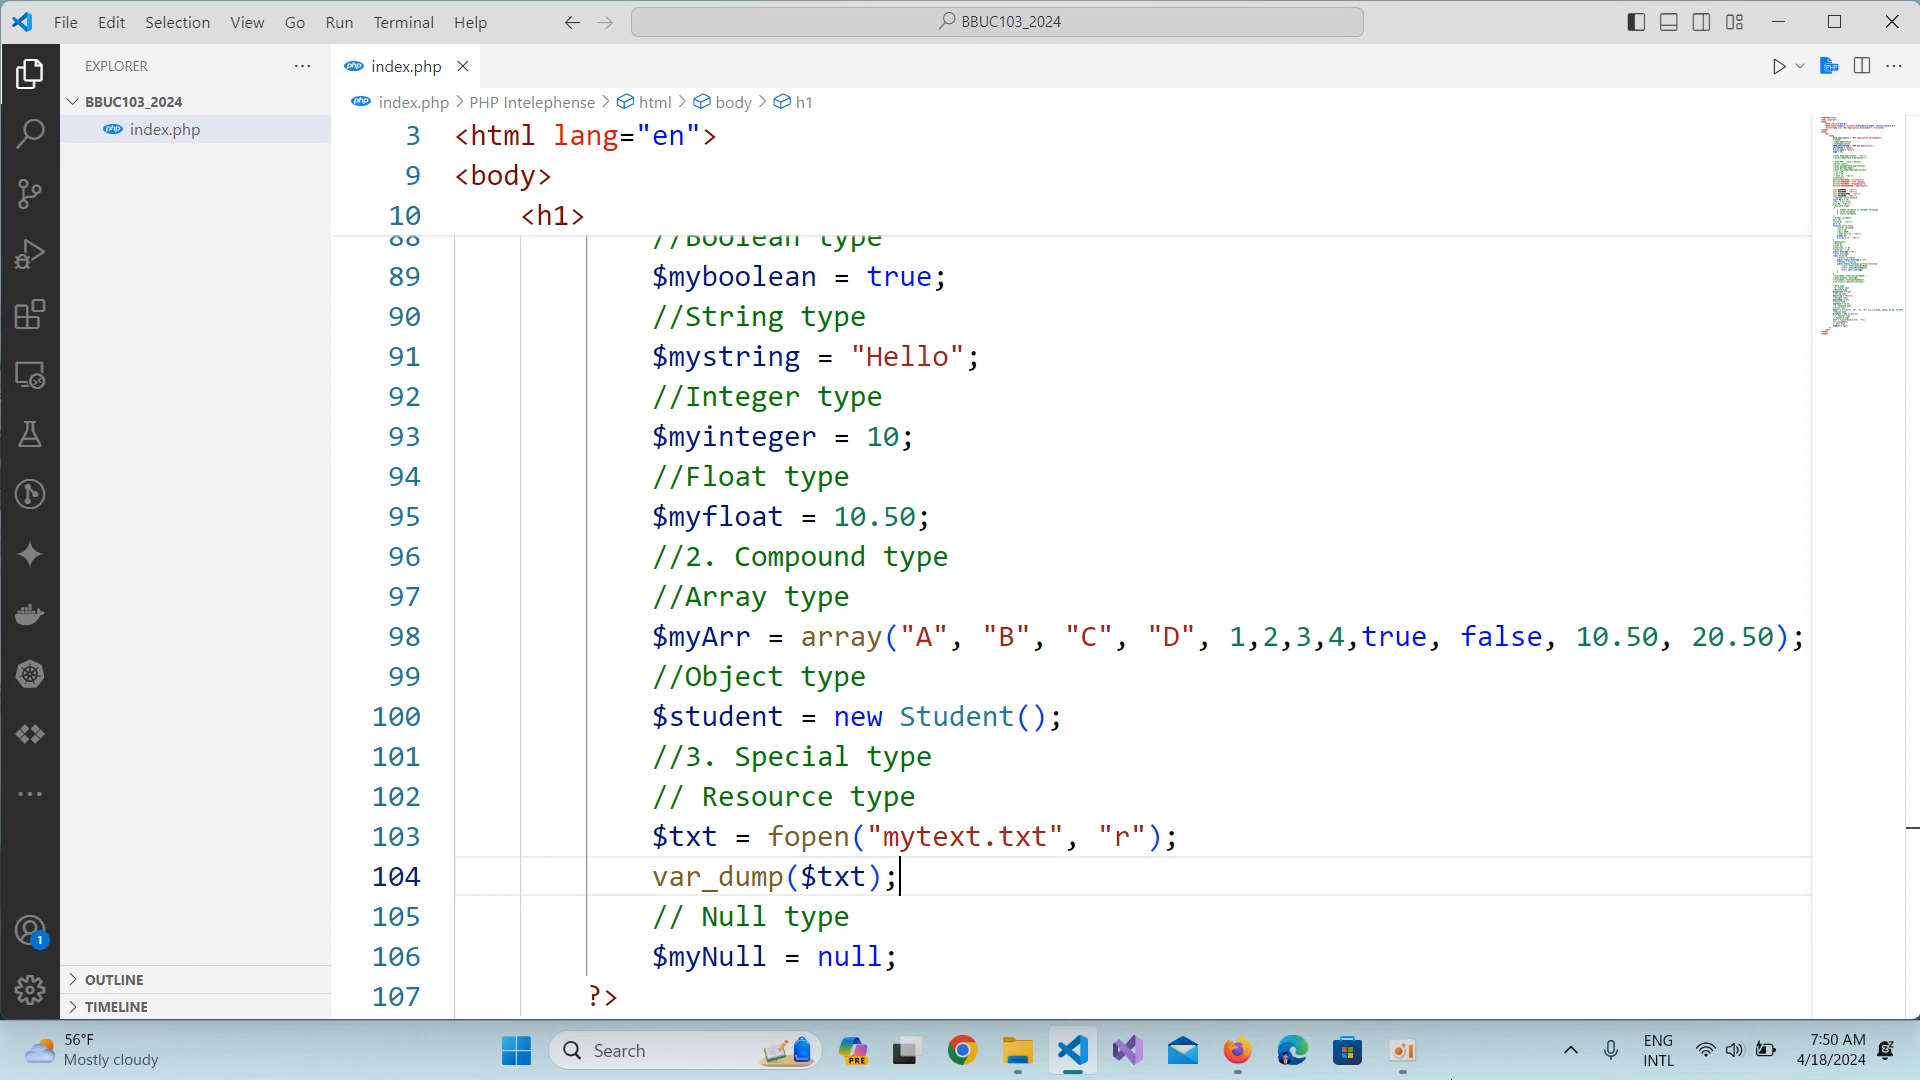 File Edit Selection View Go Run Terminal Help
BBUC103_2024
EXPLORER
index.php
BBUC103_2024
index.php
index.php PHP Intelephense html body h1
3 <html lang="en">
9 <body>
10 <h1>
88 //Boolean type
89 $myboolean = true;
90 //String type
91 $mystring = "Hello";
92 //Integer type
93 $myinteger = 10;
94 //Float type
95 $myfloat = 10.50;
96 //2. Compound type
97 //Array type
98 $myArr = array("A", "B", "C", "D", 1,2,3,4,true, false, 10.50, 20.50);
99 //Object type
100 $student = new Student();
101 //3. Special type
102 // Resource type
103 $txt = fopen("mytext.txt", "r");
104 var_dump($txt);
105 // Null type
106 $myNull = null;
107 ?>
1
OUTLINE
TIMELINE
56°F
Mostly cloudy
Search
PRE
ENG
INTL
7:50 AM
4/18/2024